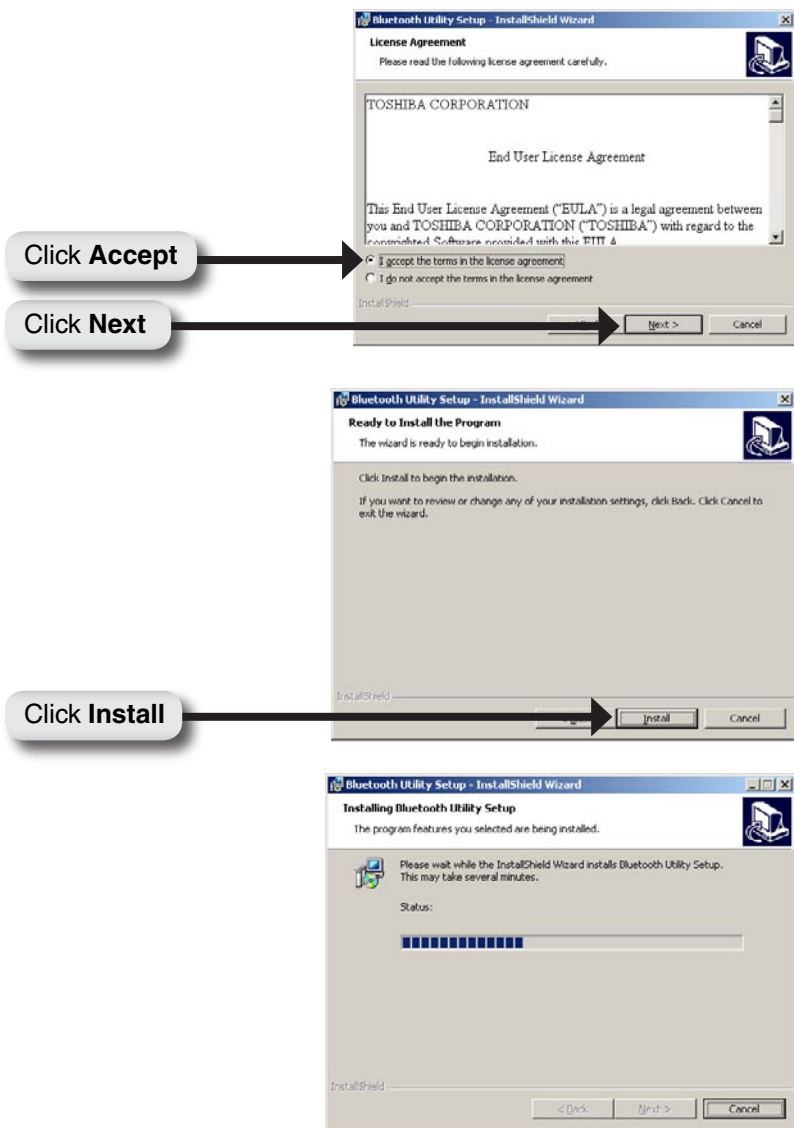 Bluetooth Utility Setup - InstallShield Wizard
License Agreement
Please read the following license agreement carefully.
TOSHIBA CORPORATION
End User License Agreement
This End User License Agreement ("EULA") is a legal agreement between
you and TOSHIBA CORPORATION ("TOSHIBA") with regard to the
copyrighted Software provided with this EULA
Click Accept
I accept the terms in the license agreement
I do not accept the terms in the license agreement
InstallShield
Click Next
Next >
Cancel
Bluetooth Utility Setup - InstallShield Wizard
Ready to Install the Program
The wizard is ready to begin installation.
Click Install to begin the installation.
If you want to review or change any of your installation settings, click Back. Click Cancel to
exit the wizard.
InstallShield
Click Install
Install
Cancel
Bluetooth Utility Setup - InstallShield Wizard
Installing Bluetooth Utility Setup
The program features you selected are being installed.
Please wait while the InstallShield Wizard installs Bluetooth Utility Setup.
This may take several minutes.
Status:
InstallShield
< Back
Next >
Cancel